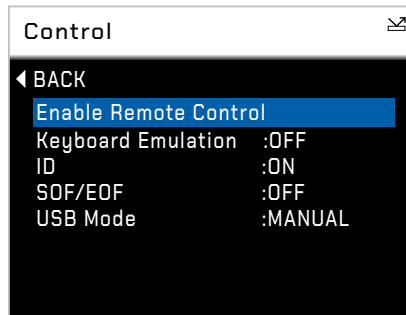 Control
BACK
Enable Remote Control
Keyboard Emulation :OFF
ID :ON
SOF/EOF :OFF
USB Mode :MANUAL